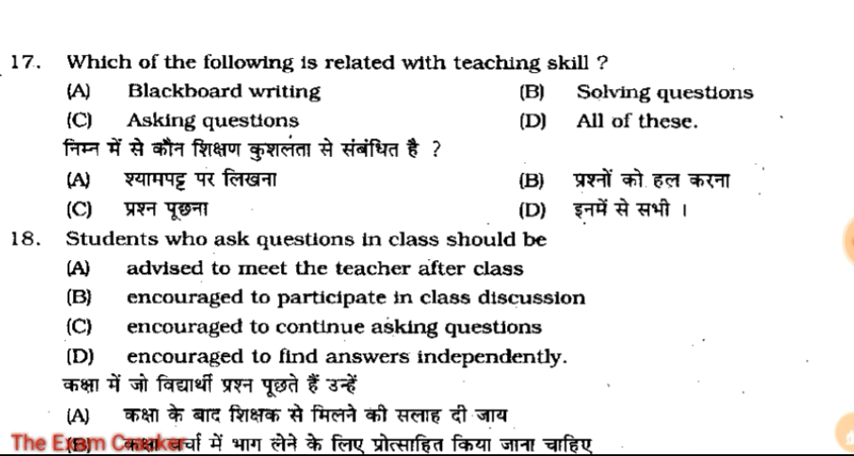 17. Which of the following is related with teaching skill ?
(A) Blackboard writing (B) Solving questions
(C) Asking questions (D) All of these.
निम्न में से कौन शिक्षण कुशलता से संबंधित है ?
(A) श्यामपट्ट पर लिखना (B) प्रश्नों को हल करना
(C) प्रश्न पूछना (D) इनमें से सभी ।
18. Students who ask questions in class should be
(A) advised to meet the teacher after class
(B) encouraged to participate in class discussion
(C) encouraged to continue asking questions
(D) encouraged to find answers independently.
कक्षा में जो विद्यार्थी प्रश्न पूछते हैं उन्हें
(A) कक्षा के बाद शिक्षक से मिलने की सलाह दी जाय
(B) कक्षा चर्चा में भाग लेने के लिए प्रोत्साहित किया जाना चाहिए
The Exam Cracker